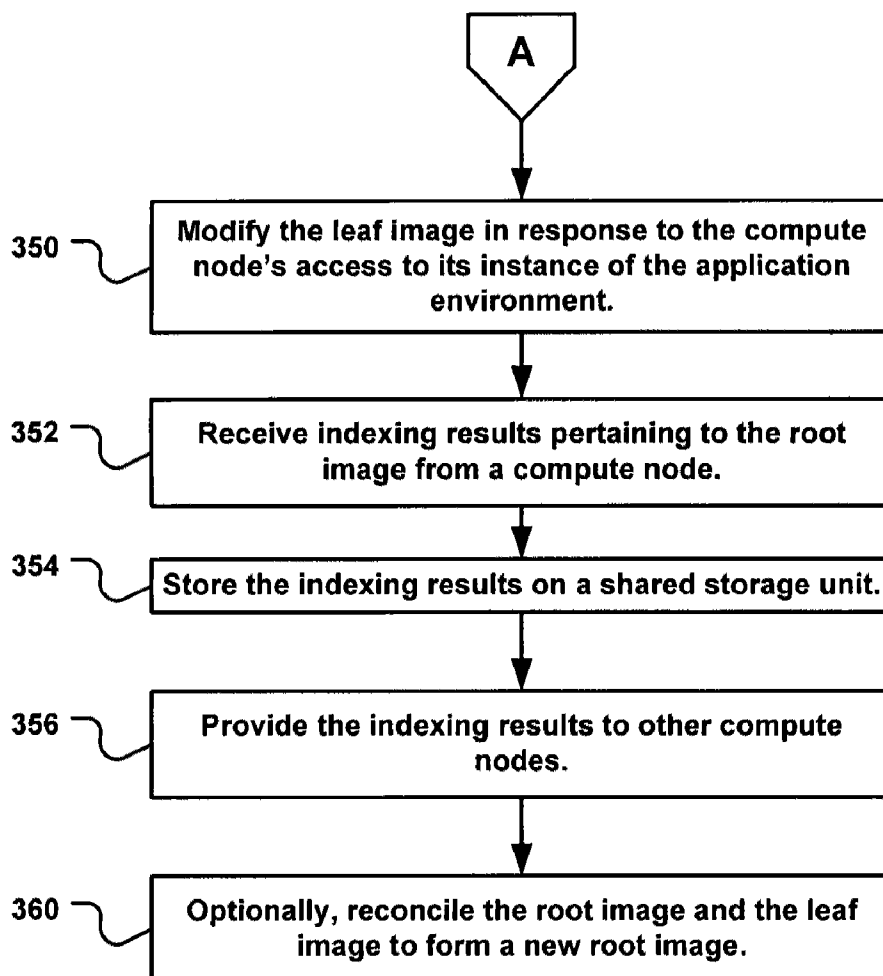 A
350
Modify the leaf image in response to the compute
node's access to its instance of the application
environment.
352
Receive indexing results pertaining to the root
image from a compute node.
354
Store the indexing results on a shared storage unit.
356
Provide the indexing results to other compute
nodes.
360
Optionally, reconcile the root image and the leaf
image to form a new root image.